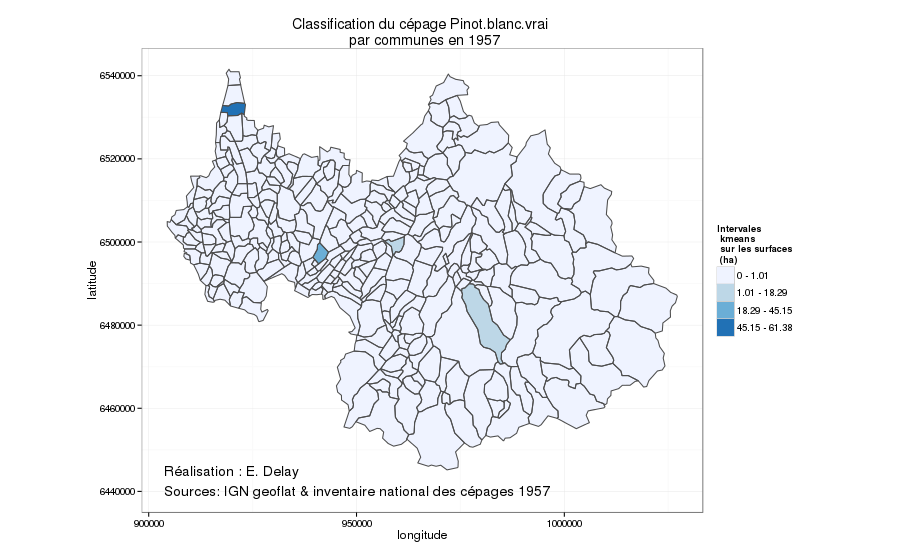 Classification du cépage Pinot.blanc.vrai
par communes en 1957
6540000
6520000
6500000
6480000
6460000
6440000
latitude
900000
950000
1000000
longitude
Réalisation : E. Delay
Sources: IGN geoflat & inventaire national des cépages 1957
Intervales
kmeans
sur les surfaces
(ha)
0 - 1.01
1.01 - 18.29
18.29 - 45.15
45.15 - 61.38